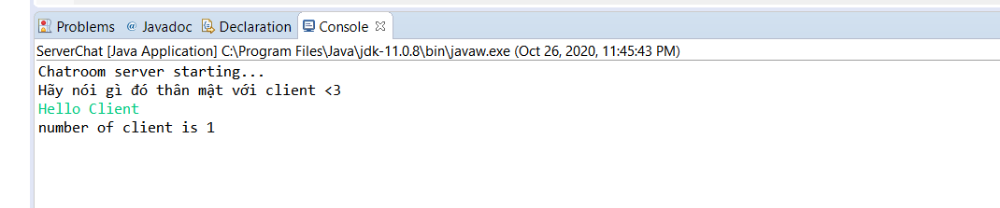 Problems @ Javadoc Declaration Console
ServerChat [Java Application] C:\Program Files\Java\jdk-11.0.8\bin\javaw.exe (Oct 26, 2020, 11:45:43 PM)
Chatroom server starting...
Hãy nói gì đó thân mật với client <3
Hello Client
number of client is 1